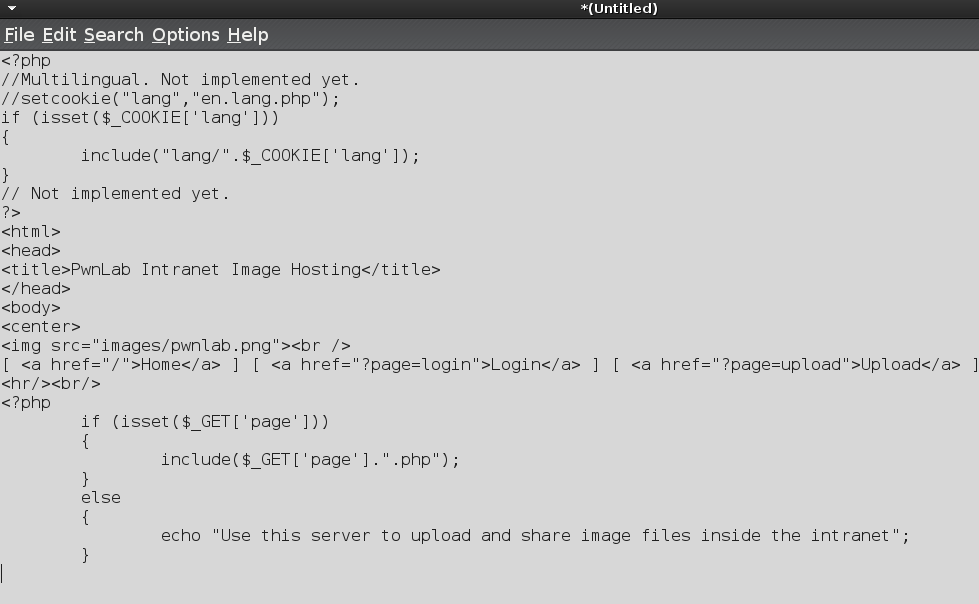 *(Untitled)
File Edit Search Options Help
<?php
//Multilingual. Not implemented yet.
//setcookie("lang","en.lang.php");
if (isset($_COOKIE['lang']))
{
        include("lang/".$_COOKIE['lang']);
}
// Not implemented yet.
?>
<html>
<head>
<title>PwnLab Intranet Image Hosting</title>
</head>
<body>
<center>
<img src="images/pwnlab.png"><br />
[ <a href="/">Home</a> ] [ <a href="?page=login">Login</a> ] [ <a href="?page=upload">Upload</a> ]
<hr/><br/>
<?php
        if (isset($_GET['page']))
        {
                include($_GET['page'].".php");
        }
        else
        {
                echo "Use this server to upload and share image files inside the intranet";
        }